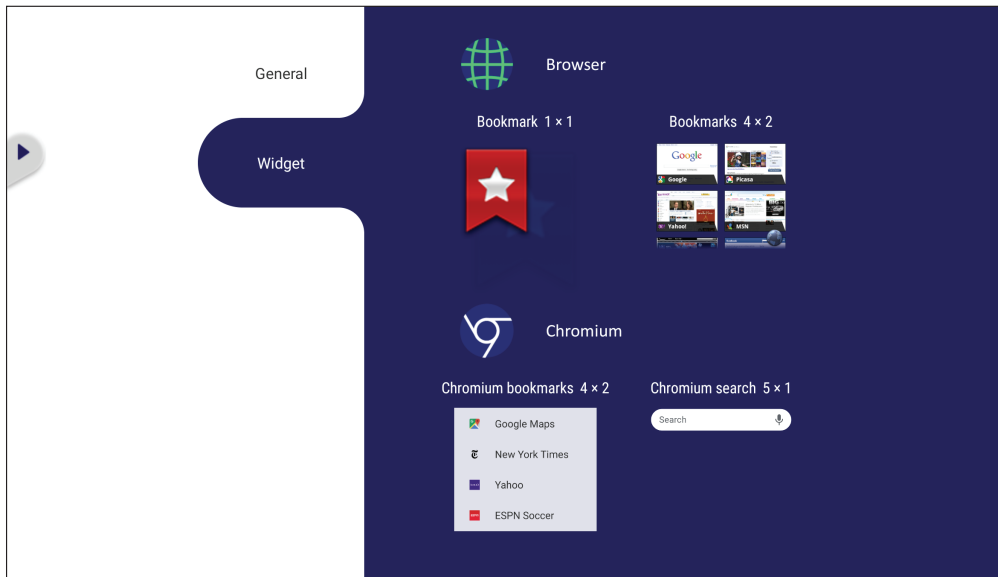 General
Widget
Browser
Bookmark 1 × 1
Bookmarks 4 × 2
Google
Google
Picasa
Yahoo!
MSN
Chromium
Chromium bookmarks 4 × 2
Chromium search 5 × 1
Google Maps
New York Times
Yahoo
ESPN Soccer
Search